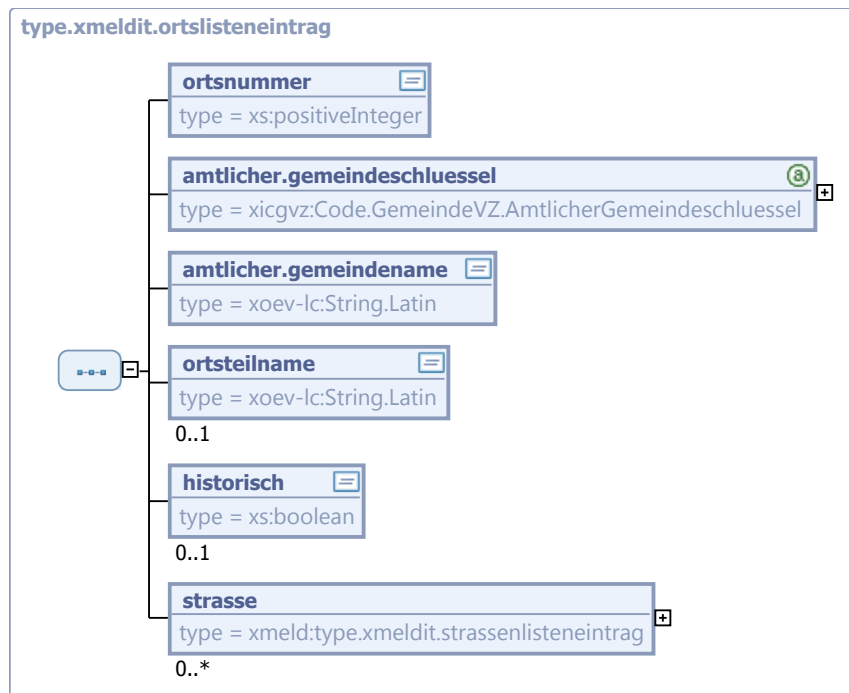 type.xmeldit.ortslisteneintrag
ortsnummer
type = xs:positiveInteger
amtlicher.gemeindeschluessel
type = xicgvz:Code.GemeindeVZ.AmtlicherGemeindeschluessel
amtlicher.gemeindename
type = xoev-lc:String.Latin
ortsteilname
type = xoev-lc:String.Latin
0..1
historisch
type = xs:boolean
0..1
strasse
type = xmeld:type.xmeldit.strassenlisteneintrag
0..*